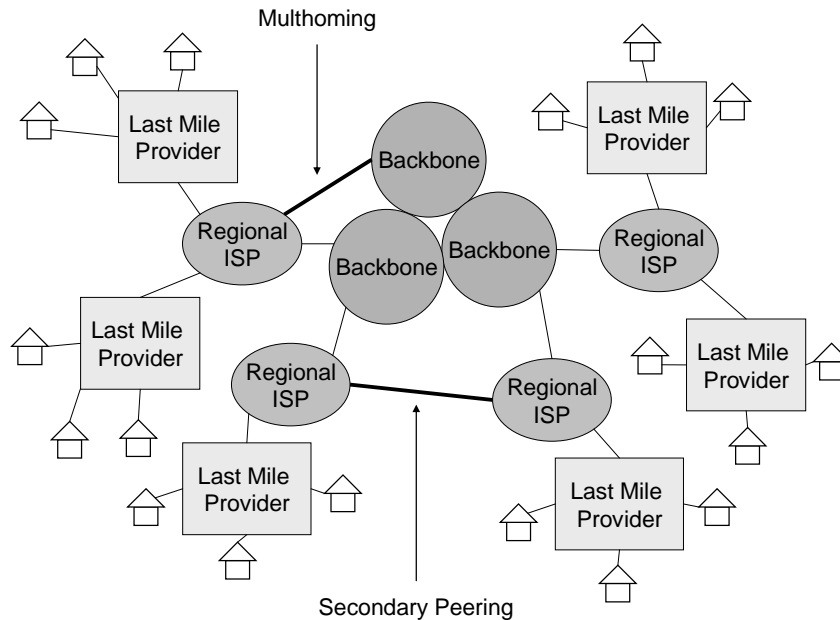 Multhoming
Last Mile
Provider
Last Mile
Provider
Backbone
Regional
ISP
Backbone
Backbone
Regional
ISP
Last Mile
Provider
Last Mile
Provider
Regional
ISP
Regional
ISP
Last Mile
Provider
Last Mile
Provider
Secondary Peering